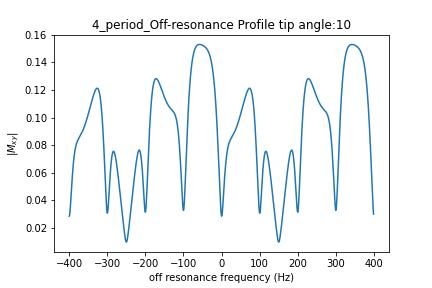 4_period_Off-resonance Profile tip angle:10
0.16
0.14
0.12
0.10
0.08
0.06
0.04
0.02
|M_xy|
−400 −300 −200 −100 0 100 200 300 400
off resonance frequency (Hz)